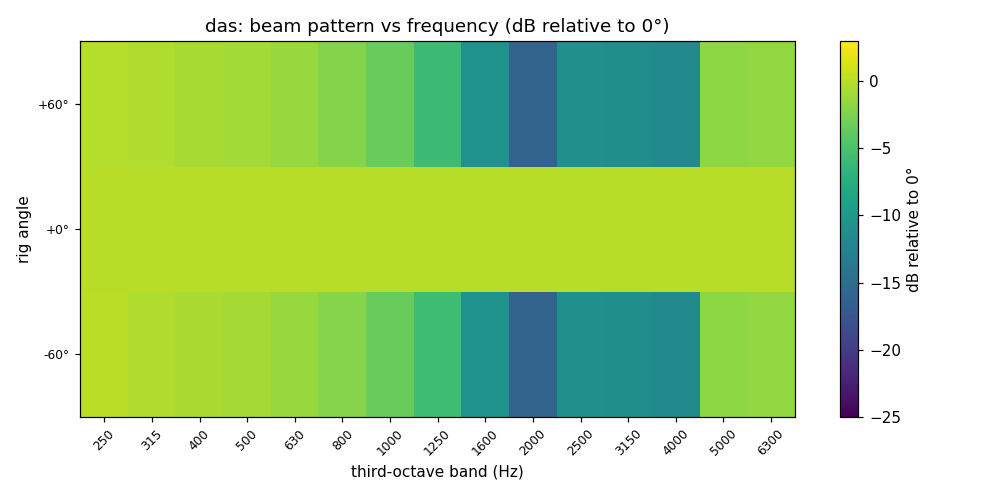 das: beam pattern vs frequency (dB relative to 0°)
+60°
+0°
-60°
rig angle
250 315 400 500 630 800 1000 1250 1600 2000 2500 3150 4000 5000 6300
third-octave band (Hz)
0
−5
−10
−15
−20
−25
dB relative to 0°